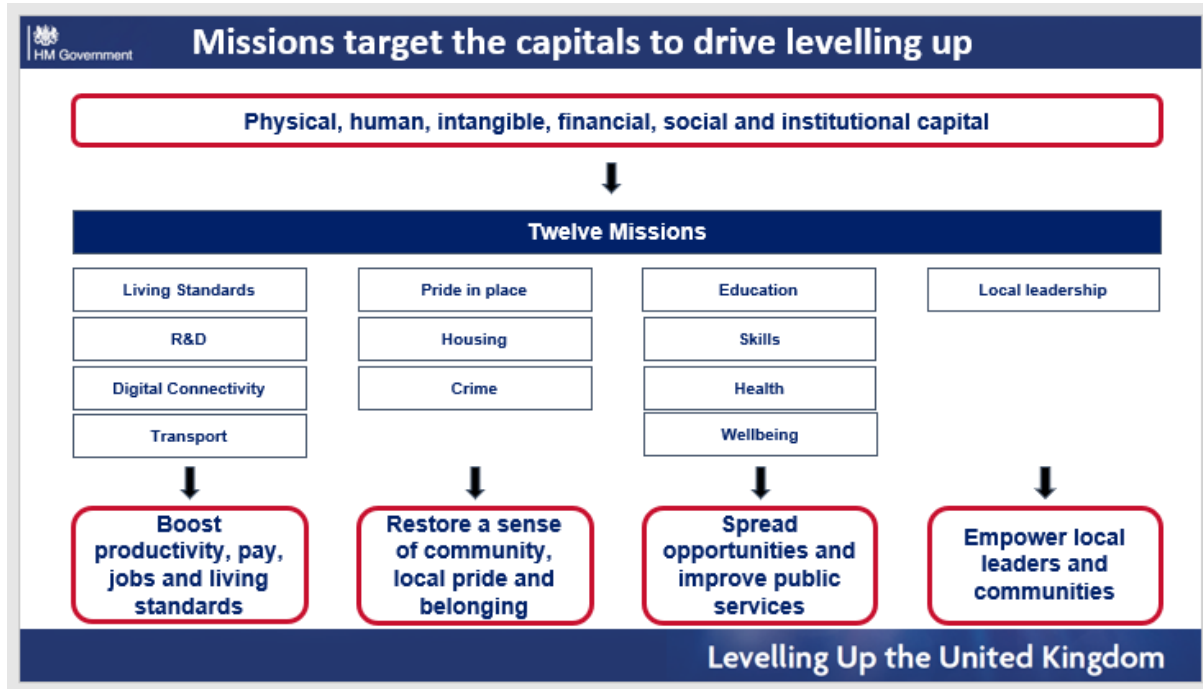 HM Government
Missions target the capitals to drive levelling up
Physical, human, intangible, financial, social and institutional capital
Twelve Missions
Living Standards
R&D
Digital Connectivity
Transport
Boost
productivity, pay,
jobs and living
standards
Pride in place
Housing
Crime
Restore a sense
of community,
local pride and
belonging
Education
Skills
Health
Wellbeing
Spread
opportunities and
improve public
services
Local leadership
Empower local
leaders and
communities
Levelling Up the United Kingdom